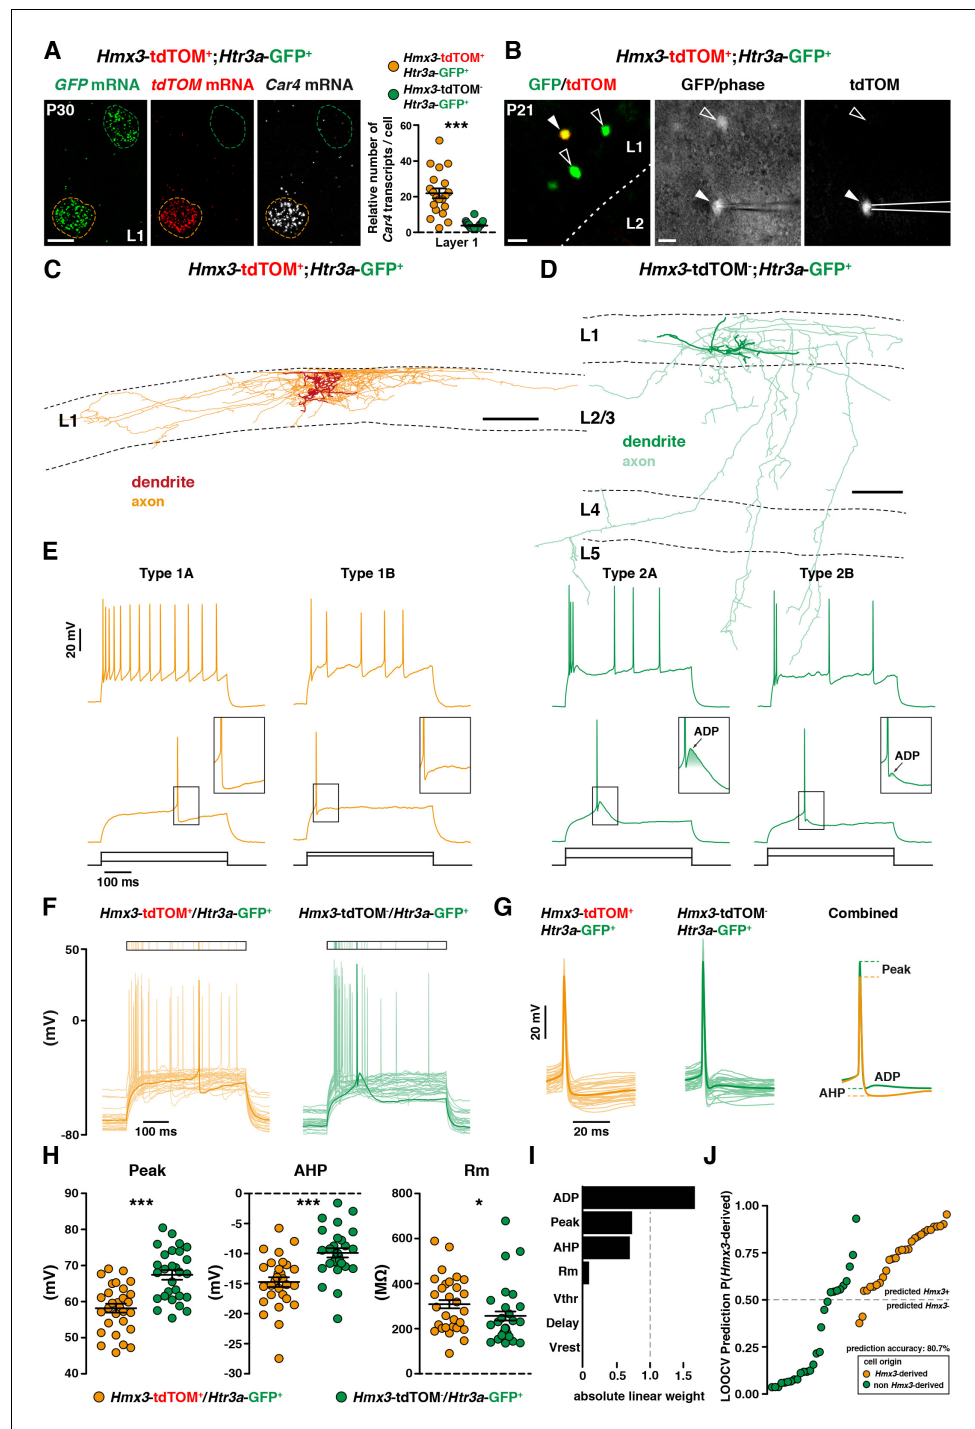 A
Hmx3-tdTOM+;Htr3a-GFP+
GFP mRNA
tdTOM mRNA
Car4 mRNA
P30
L1
Hmx3-tdTOM+
Htr3a-GFP+
Hmx3-tdTOM-
Htr3a-GFP+
Relative number of
Car4 transcripts / cell
60
40
20
0
***
Layer 1
B
Hmx3-tdTOM+;Htr3a-GFP+
GFP/tdTOM
GFP/phase
tdTOM
P21
L1
L2
C
Hmx3-tdTOM+;Htr3a-GFP+
L1
dendrite
axon
D
Hmx3-tdTOM-;Htr3a-GFP+
L1
L2/3
dendrite
axon
L4
L5
E
Type 1A
Type 1B
Type 2A
Type 2B
20 mV
ADP
ADP
100 ms
F
Hmx3-tdTOM+/Htr3a-GFP+
Hmx3-tdTOM-/Htr3a-GFP+
50
0
-80
(mV)
100 ms
G
Hmx3-tdTOM+
Htr3a-GFP+
Hmx3-tdTOM-
Htr3a-GFP+
Combined
Peak
ADP
AHP
20 mV
20 ms
H
Peak
(mV)
90
80
70
60
50
40
***
AHP
(mV)
0
-5
-10
-15
-20
-25
-30
***
Rm
(MΩ)
800
600
400
200
0
*
Hmx3-tdTOM+/Htr3a-GFP+
Hmx3-tdTOM-/Htr3a-GFP+
I
ADP
Peak
AHP
Rm
Vthr
Delay
Vrest
0
0.5
1.0
1.5
absolute linear weight
J
LOOCV Prediction P(Hmx3-derived)
1.00
0.75
0.50
0.25
0.00
predicted Hmx3+
predicted Hmx3-
prediction accuracy: 80.7%
cell origin
Hmx3-derived
non Hmx3-derived